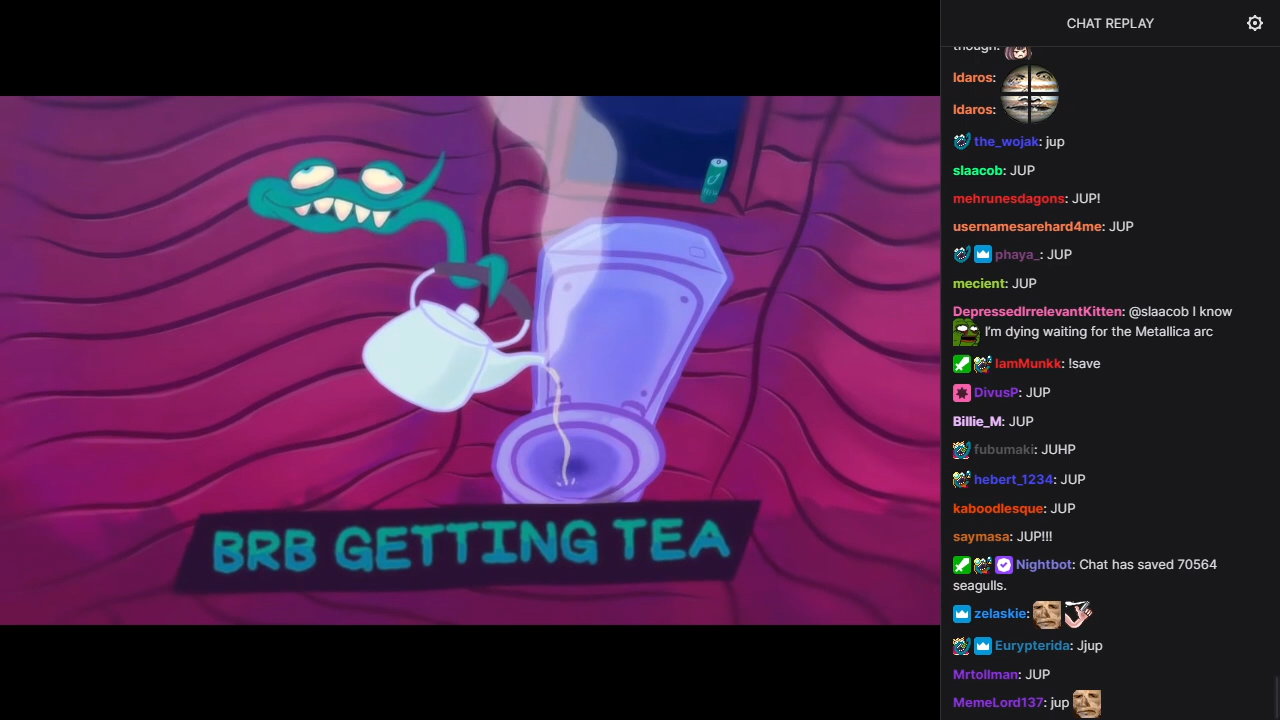 CHAT REPLAY
though:
Idaros:
Idaros:
the_wojak: jup
slaacob: JUP
mehrunesdagons: JUP!
usernamesarehard4me: JUP
phaya_: JUP
mecient: JUP
DepressedIrrelevantKitten: @slaacob I know
I'm dying waiting for the Metallica arc
IamMunkk: !save
DivusP: JUP
Billie_M: JUP
fubumaki: JUHP
hebert_1234: JUP
kaboodlesque: JUP
saymasa: JUP!!!
Nightbot: Chat has saved 70564
seagulls.
zelaskie:
Eurypterida: Jjup
Mrtollman: JUP
MemeLord137: jup
BRB GETTING TEA